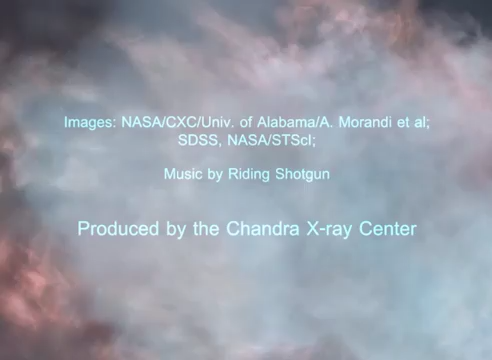 Images: NASA/CXC/Univ. of Alabama/A. Morandi et al;
SDSS, NASA/STScI;
Music by Riding Shotgun
Produced by the Chandra X-ray Center